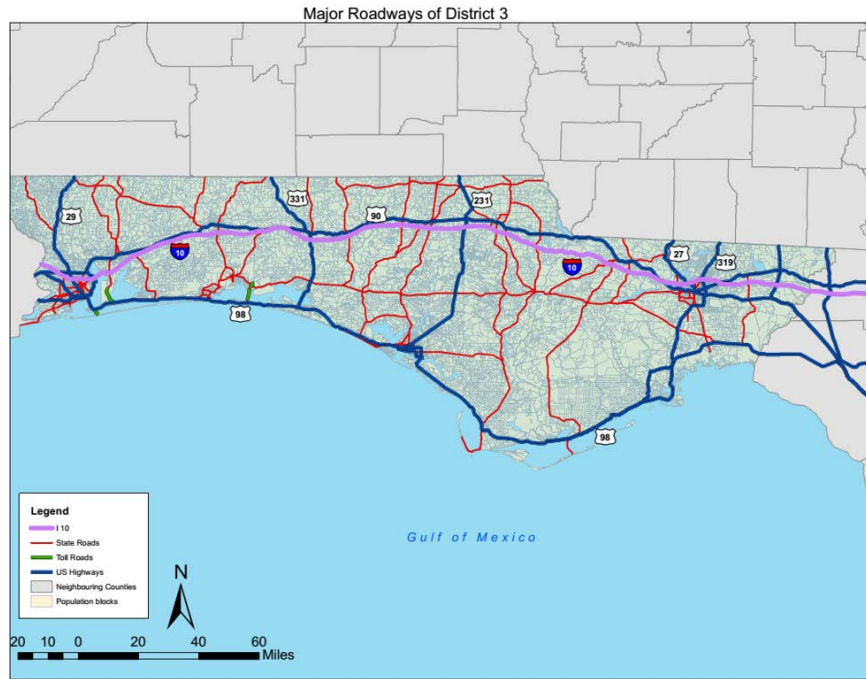 Major Roadways of District 3
29
331
90
231
10
27
319
10
98
98
Gulf of Mexico
Legend
I 10
State Roads
Toll Roads
US Highways
Neighbouring Counties
Population blocks
N
20 10 0 20 40 60
Miles